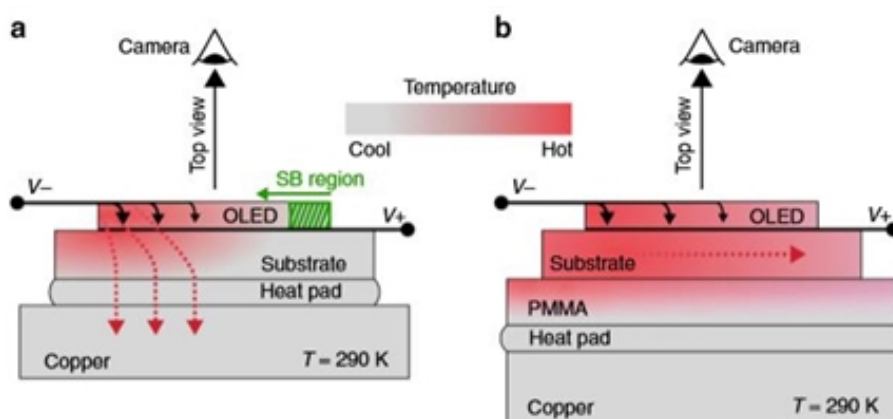 a
Camera
Top view
V–
SB region
OLED
V+
Substrate
Heat pad
Copper
T = 290 K
Temperature
Cool
Hot
b
Camera
Top view
V–
OLED
V+
Substrate
PMMA
Heat pad
Copper
T = 290 K